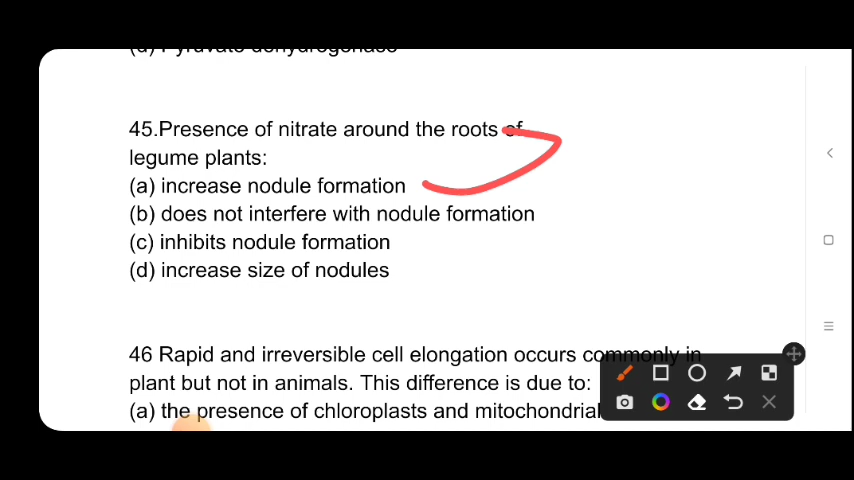 (d) Pyruvate dehydrogenase
45.Presence of nitrate around the roots of
legume plants:
(a) increase nodule formation
(b) does not interfere with nodule formation
(c) inhibits nodule formation
(d) increase size of nodules
46 Rapid and irreversible cell elongation occurs commonly in
plant but not in animals. This difference is due to:
(a) the presence of chloroplasts and mitochondrial